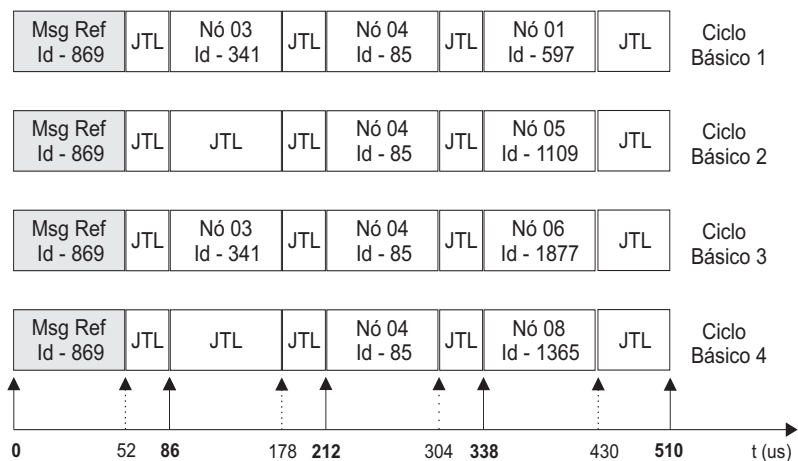 Msg Ref
Id - 869
JTL
Nó 03
Id - 341
JTL
Nó 04
Id - 85
JTL
Nó 01
Id - 597
JTL
Ciclo
Básico 1
Msg Ref
Id - 869
JTL
JTL
JTL
Nó 04
Id - 85
JTL
Nó 05
Id - 1109
JTL
Ciclo
Básico 2
Msg Ref
Id - 869
JTL
Nó 03
Id - 341
JTL
Nó 04
Id - 85
JTL
Nó 06
Id - 1877
JTL
Ciclo
Básico 3
Msg Ref
Id - 869
JTL
JTL
JTL
Nó 04
Id - 85
JTL
Nó 08
Id - 1365
JTL
Ciclo
Básico 4
0 52 86 178 212 304 338 430 510 t (us)